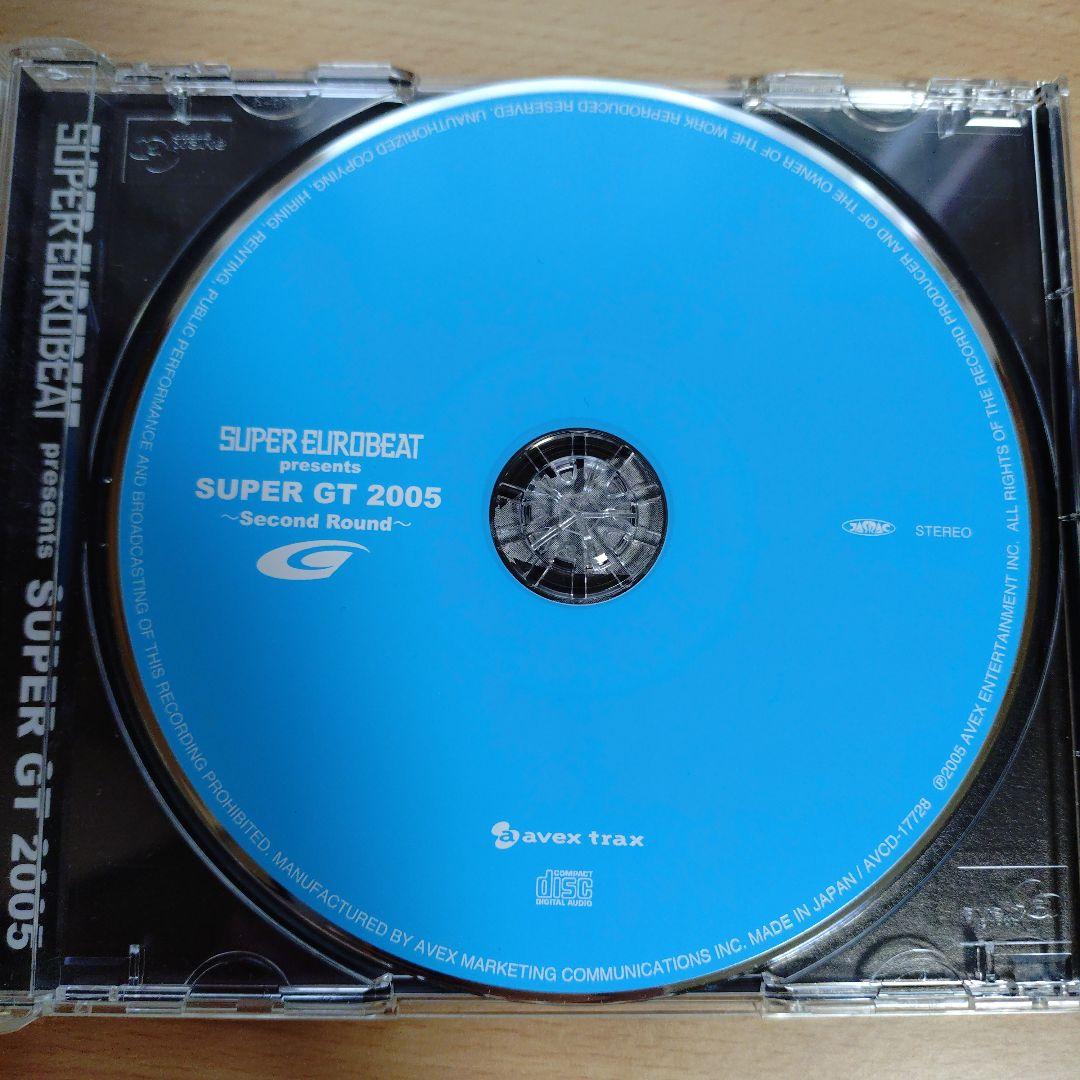 SUPER EUROBEAT presents SUPER GT 2005
SUPER EUROBEAT
presents
SUPER GT 2005
~Second Round~
JASRAC
STEREO
a avex trax
COMPACT
disc
DIGITAL AUDIO
ALL RIGHTS OF THE RECORD PRODUCER AND OF THE OWNER OF THE WORK REPRODUCED RESERVED. UNAUTHORIZED COPYING, HIRING, RENTING, PUBLIC PERFORMANCE AND BROADCASTING OF THIS RECORDING PROHIBITED. MANUFACTURED BY AVEX MARKETING COMMUNICATIONS INC. MADE IN JAPAN / AVCD-17728 ℗2005 AVEX ENTERTAINMENT INC.